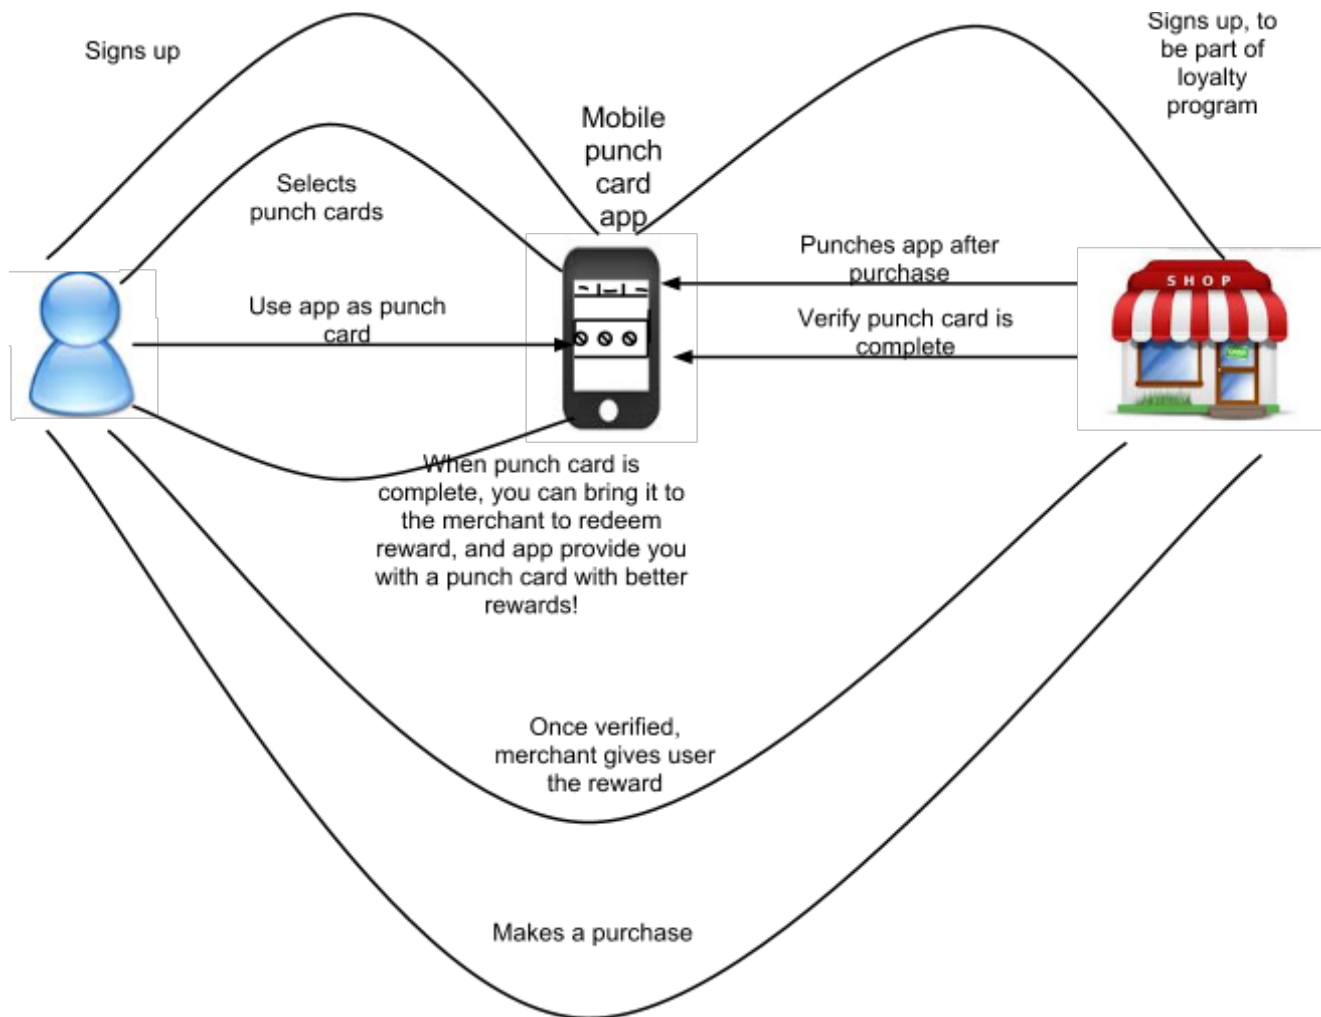 Signs up
Signs up, to
be part of
loyalty
program
Mobile
punch
card
app
Selects
punch cards
Punches app after
purchase
SHOP
Use app as punch
card
Verify punch card is
complete
When punch card is
complete, you can bring it to
the merchant to redeem
reward, and app provide you
with a punch card with better
rewards!
Once verified,
merchant gives user
the reward
Makes a purchase